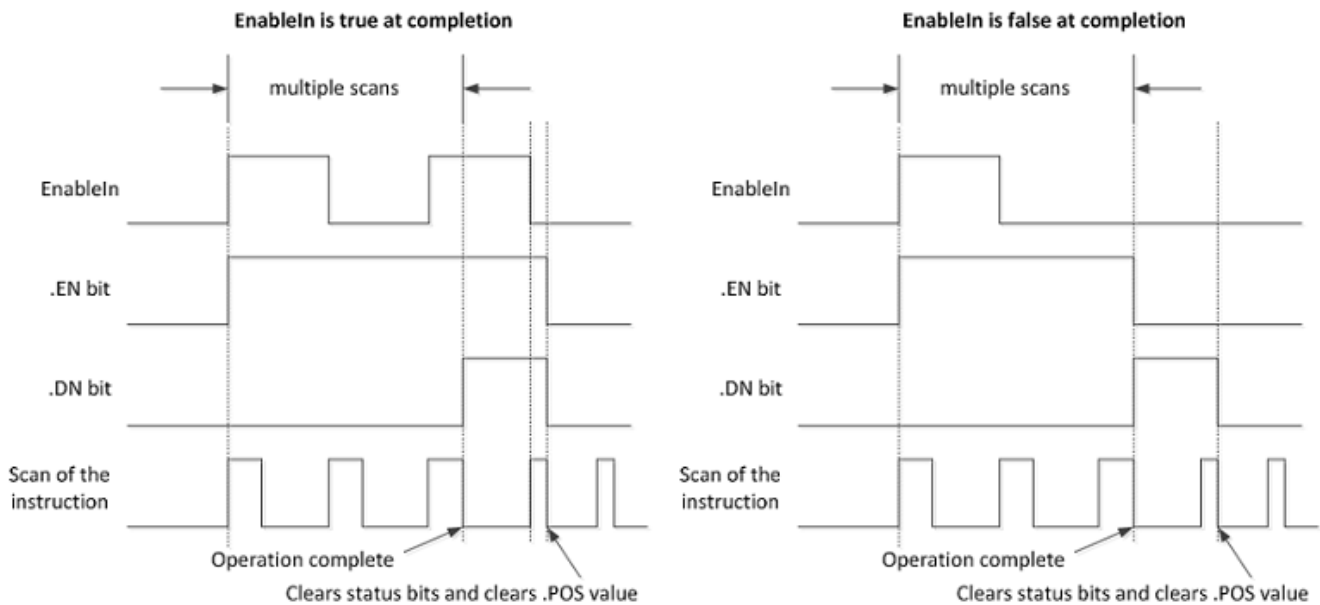 EnableIn is true at completion
multiple scans
EnableIn
.EN bit
.DN bit
Scan of the
instruction
Operation complete
Clears status bits and clears .POS value
EnableIn is false at completion
multiple scans
EnableIn
.EN bit
.DN bit
Scan of the
instruction
Operation complete
Clears status bits and clears .POS value